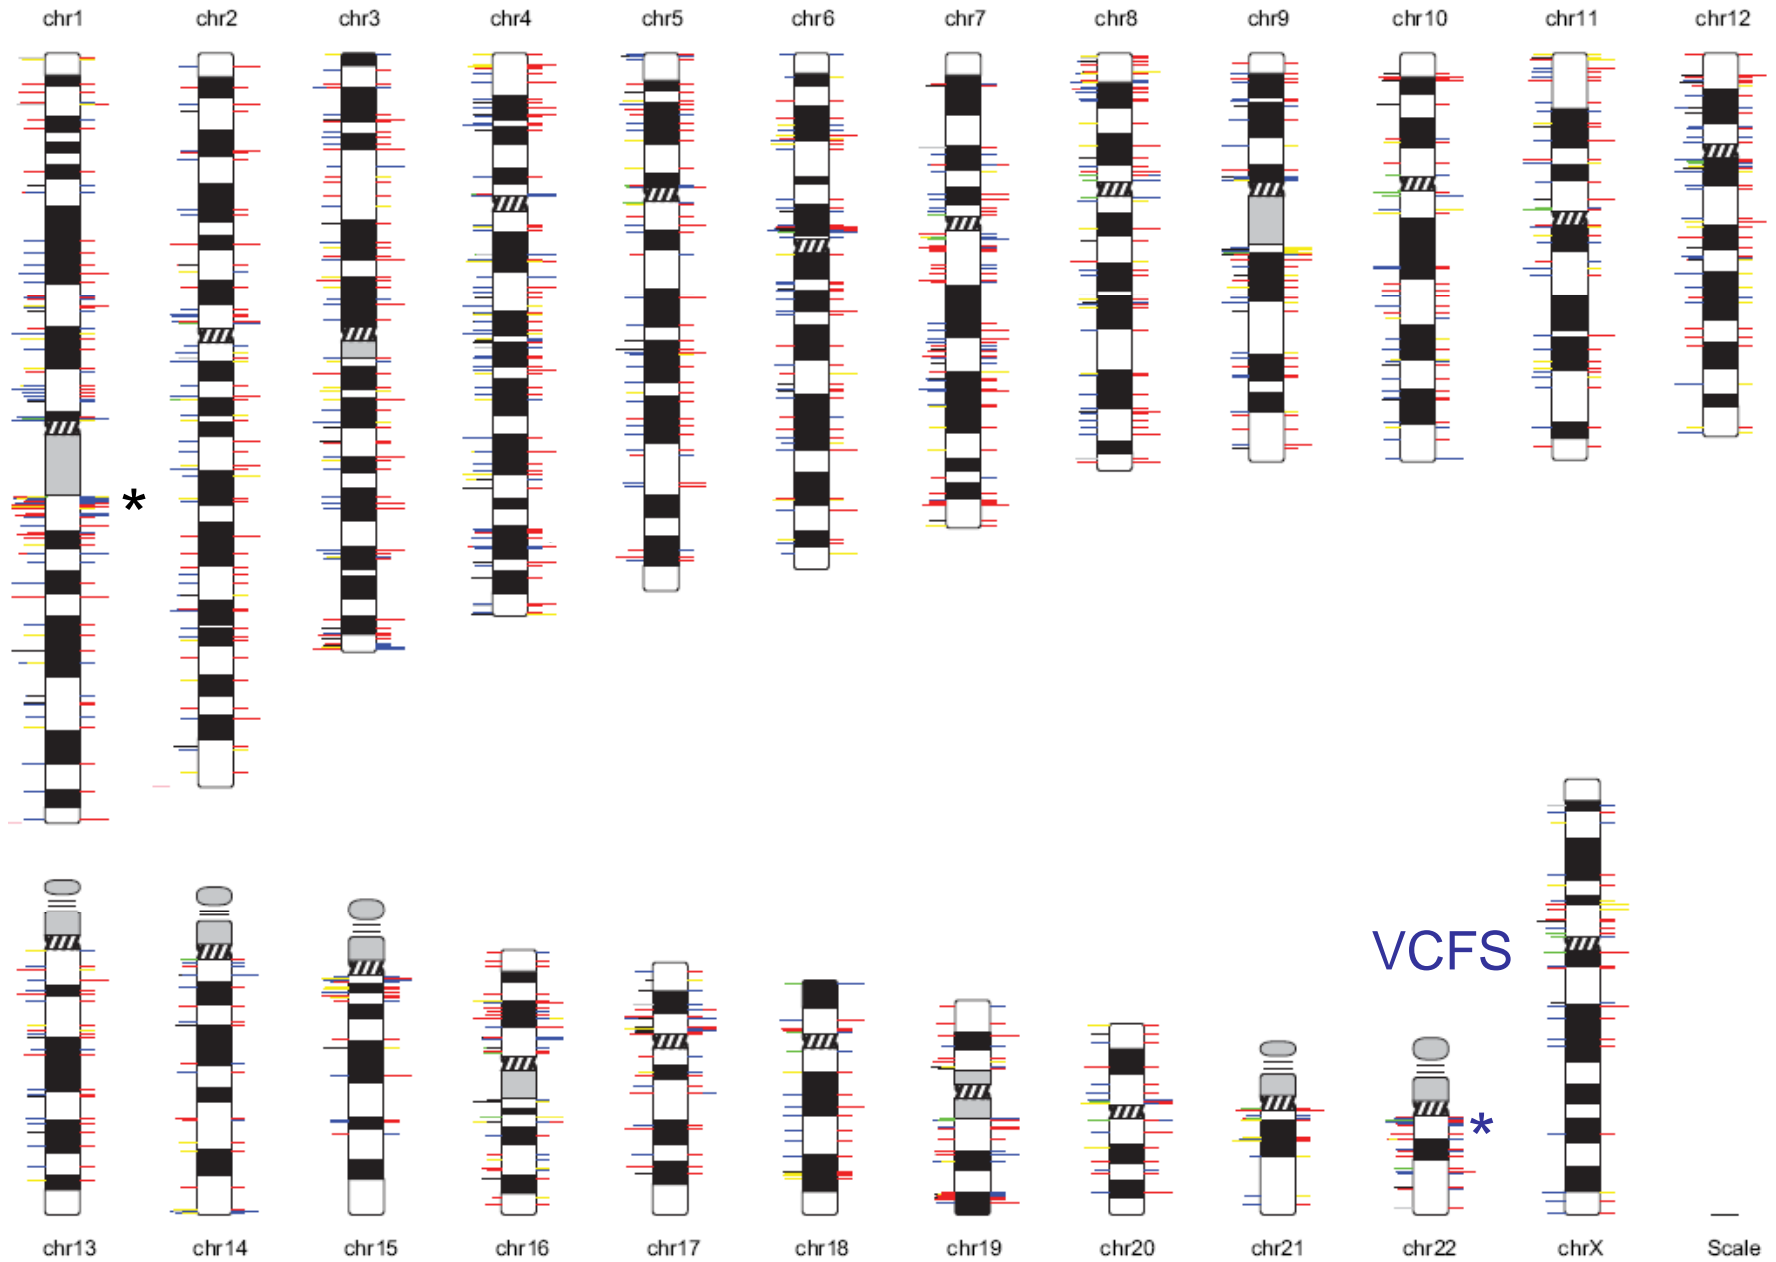 chr1 chr2 chr3 chr4 chr5 chr6 chr7 chr8 chr9 chr10 chr11 chr12
*
VCFS
*
chr13 chr14 chr15 chr16 chr17 chr18 chr19 chr20 chr21 chr22 chrX Scale